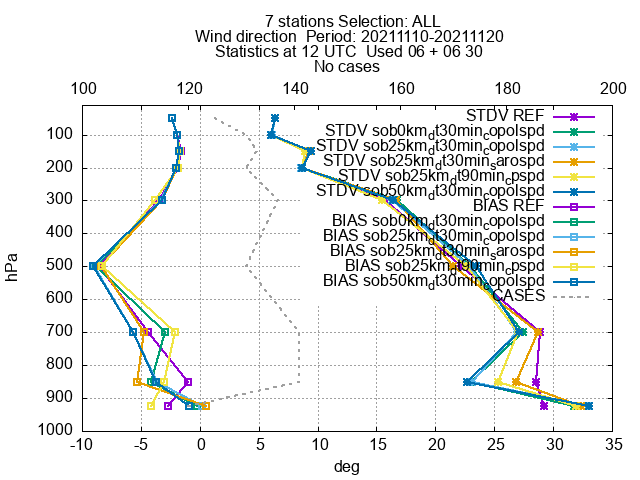 7 stations Selection: ALL
Wind direction  Period: 20211110-20211120
Statistics at 12 UTC  Used 06 + 06 30
No cases
100 120 140 160 180 200
STDV REF
STDV sob0km_dt30min_copolspd
STDV sob25km_dt30min_copolspd
STDV sob25km_dt30min_sarospd
STDV sob25km_dt90min_cpspd
STDV sob50km_dt30min_copolspd
BIAS REF
BIAS sob0km_dt30min_copolspd
BIAS sob25km_dt30min_copolspd
BIAS sob25km_dt30min_sarospd
BIAS sob25km_dt90min_cpspd
BIAS sob50km_dt30min_copolspd
CASES
100
200
300
400
500
600
700
800
900
1000
hPa
-10 -5 0 5 10 15 20 25 30 35
deg